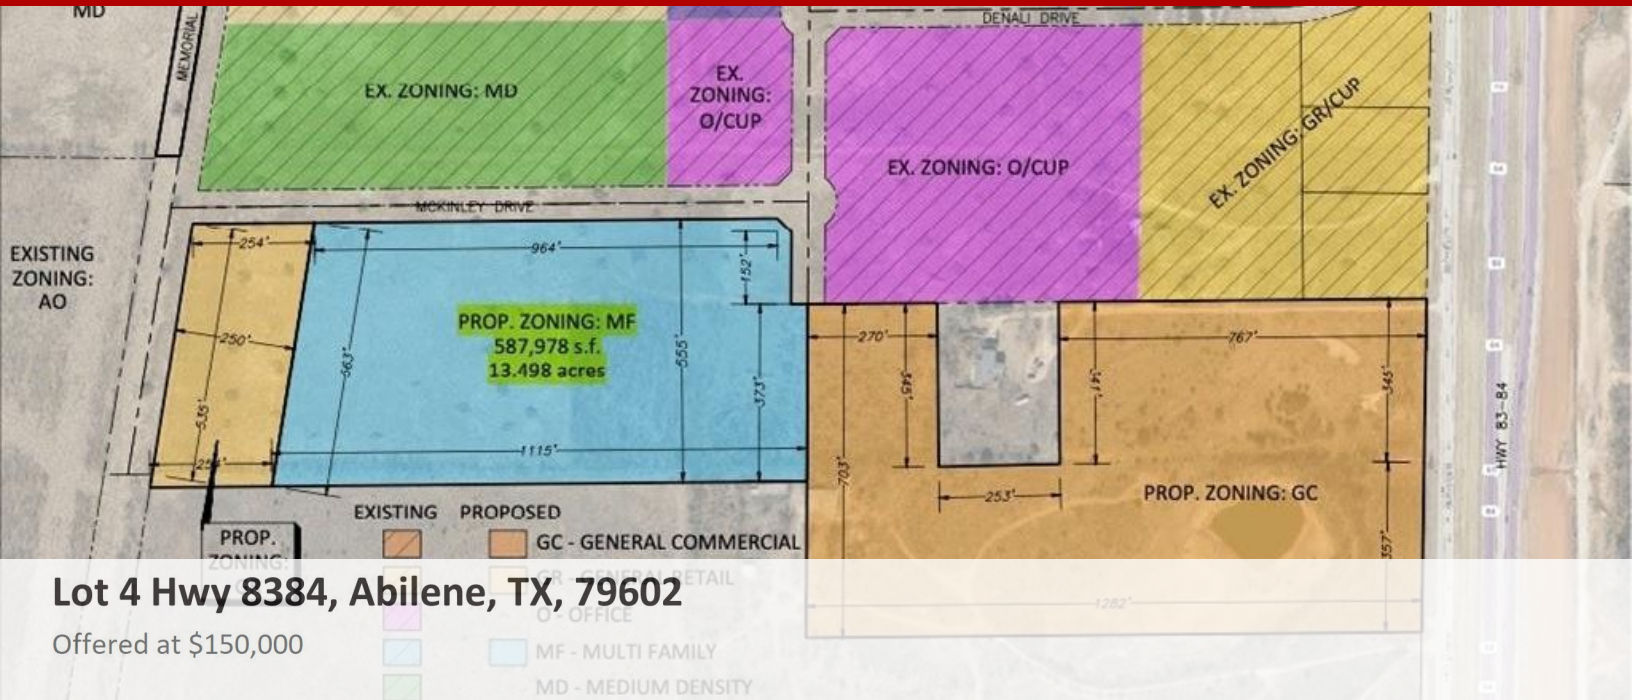 MD
MEMORIAL
DENALI DRIVE
EX. ZONING: MD
EX.
ZONING:
O/CUP
EX. ZONING: O/CUP
EX. ZONING: GR/CUP
MCKINLEY DRIVE
EXISTING
ZONING:
AO
254'
964'
152'
PROP. ZONING: MF
587,978 s.f.
13.498 acres
250'
563'
555'
373'
535'
1115'
270'
345'
341'
767'
345'
703'
253'
PROP. ZONING: GC
357'
HWY 83-84
EXISTING PROPOSED
PROP.
ZONING:
GC - GENERAL COMMERCIAL
GR - GENERAL RETAIL
O - OFFICE
MF - MULTI FAMILY
MD - MEDIUM DENSITY
1282'
Lot 4 Hwy 8384, Abilene, TX, 79602
Offered at $150,000